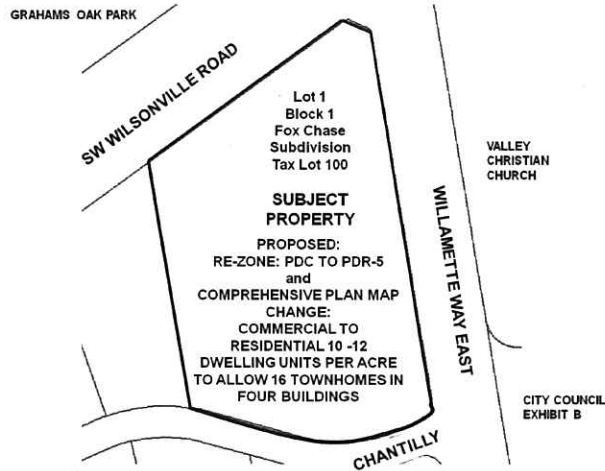 GRAHAMS OAK PARK
SW WILSONVILLE ROAD
Lot 1
Block 1
Fox Chase
Subdivision
Tax Lot 100
SUBJECT
PROPERTY
PROPOSED:
RE-ZONE: PDC TO PDR-5
and
COMPREHENSIVE PLAN MAP
CHANGE:
COMMERCIAL TO
RESIDENTIAL 10 -12
DWELLING UNITS PER ACRE
TO ALLOW 16 TOWNHOMES IN
FOUR BUILDINGS
WILLAMETTE WAY EAST
VALLEY
CHRISTIAN
CHURCH
CITY COUNCIL
EXHIBIT B
CHANTILLY